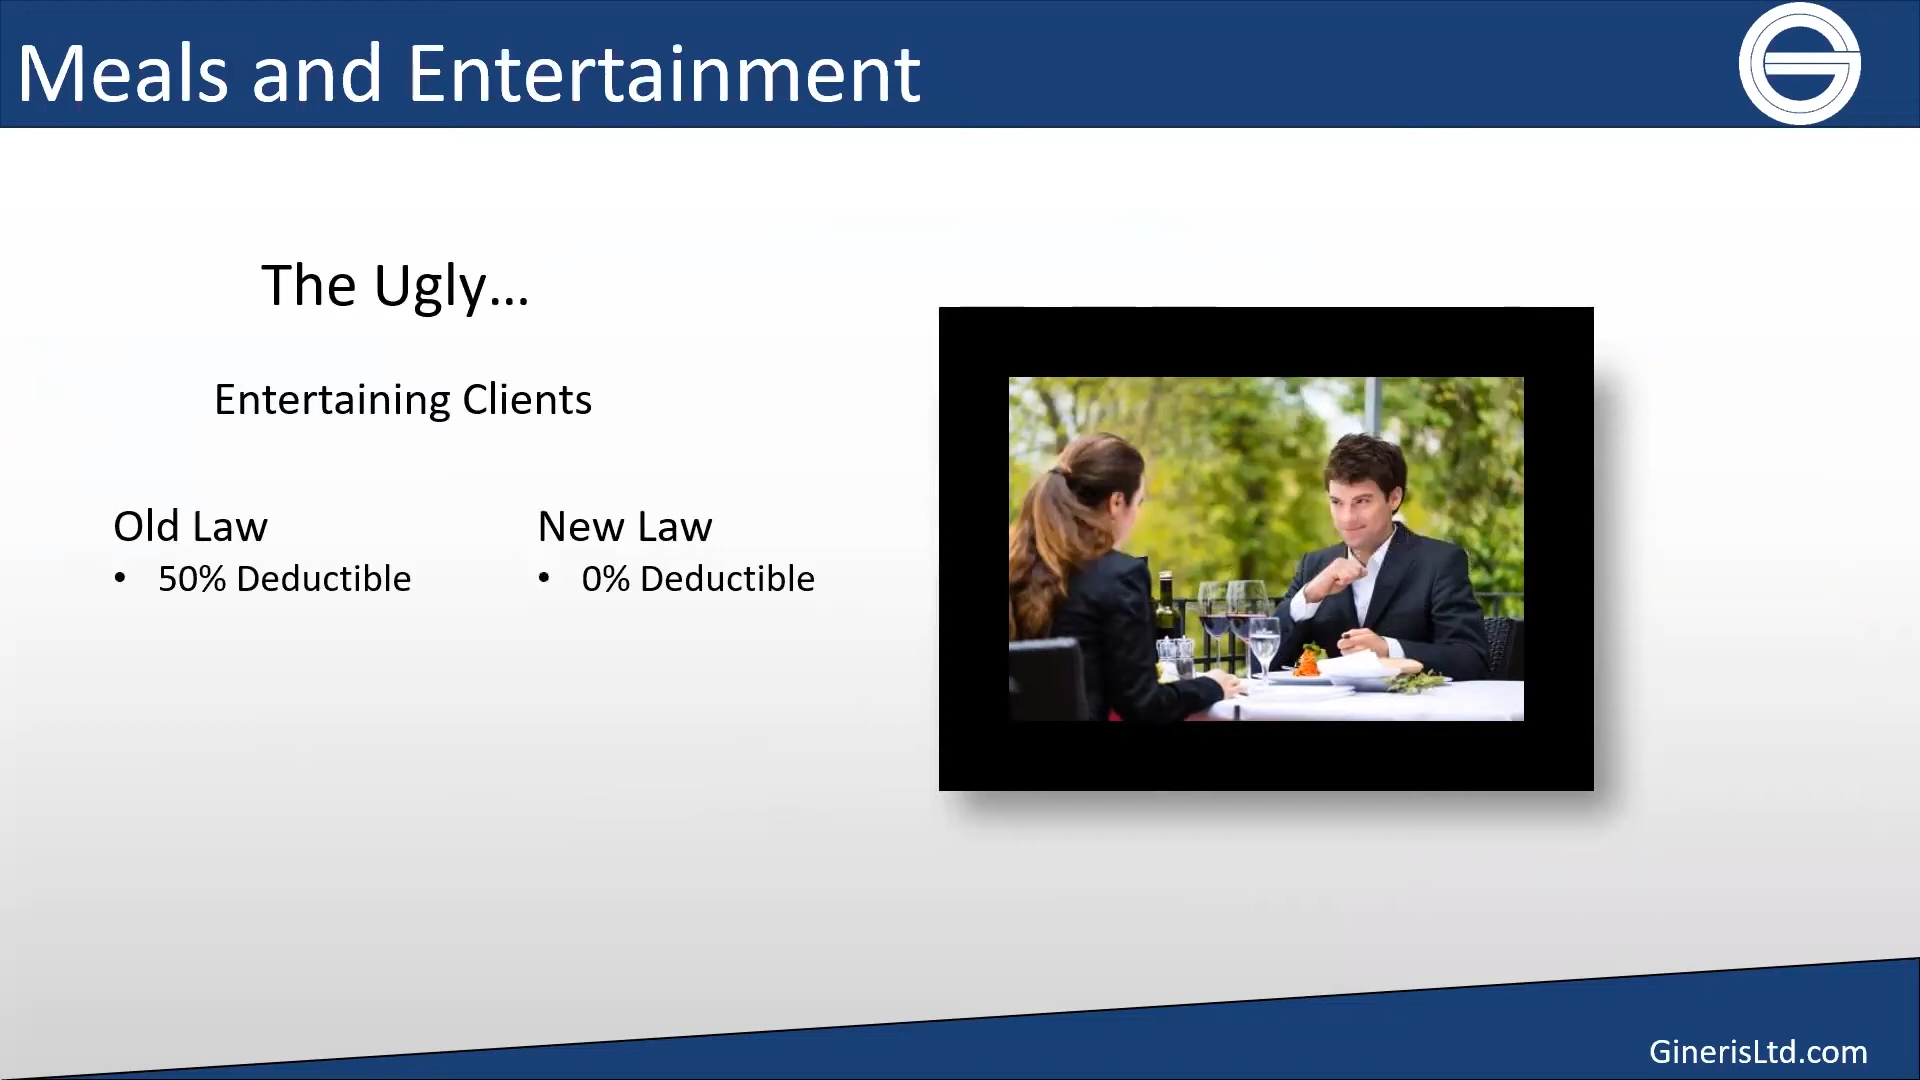 Meals and Entertainment
The Ugly...
Entertaining Clients
Old Law
• 50% Deductible
New Law
• 0% Deductible
GinerisLtd.com